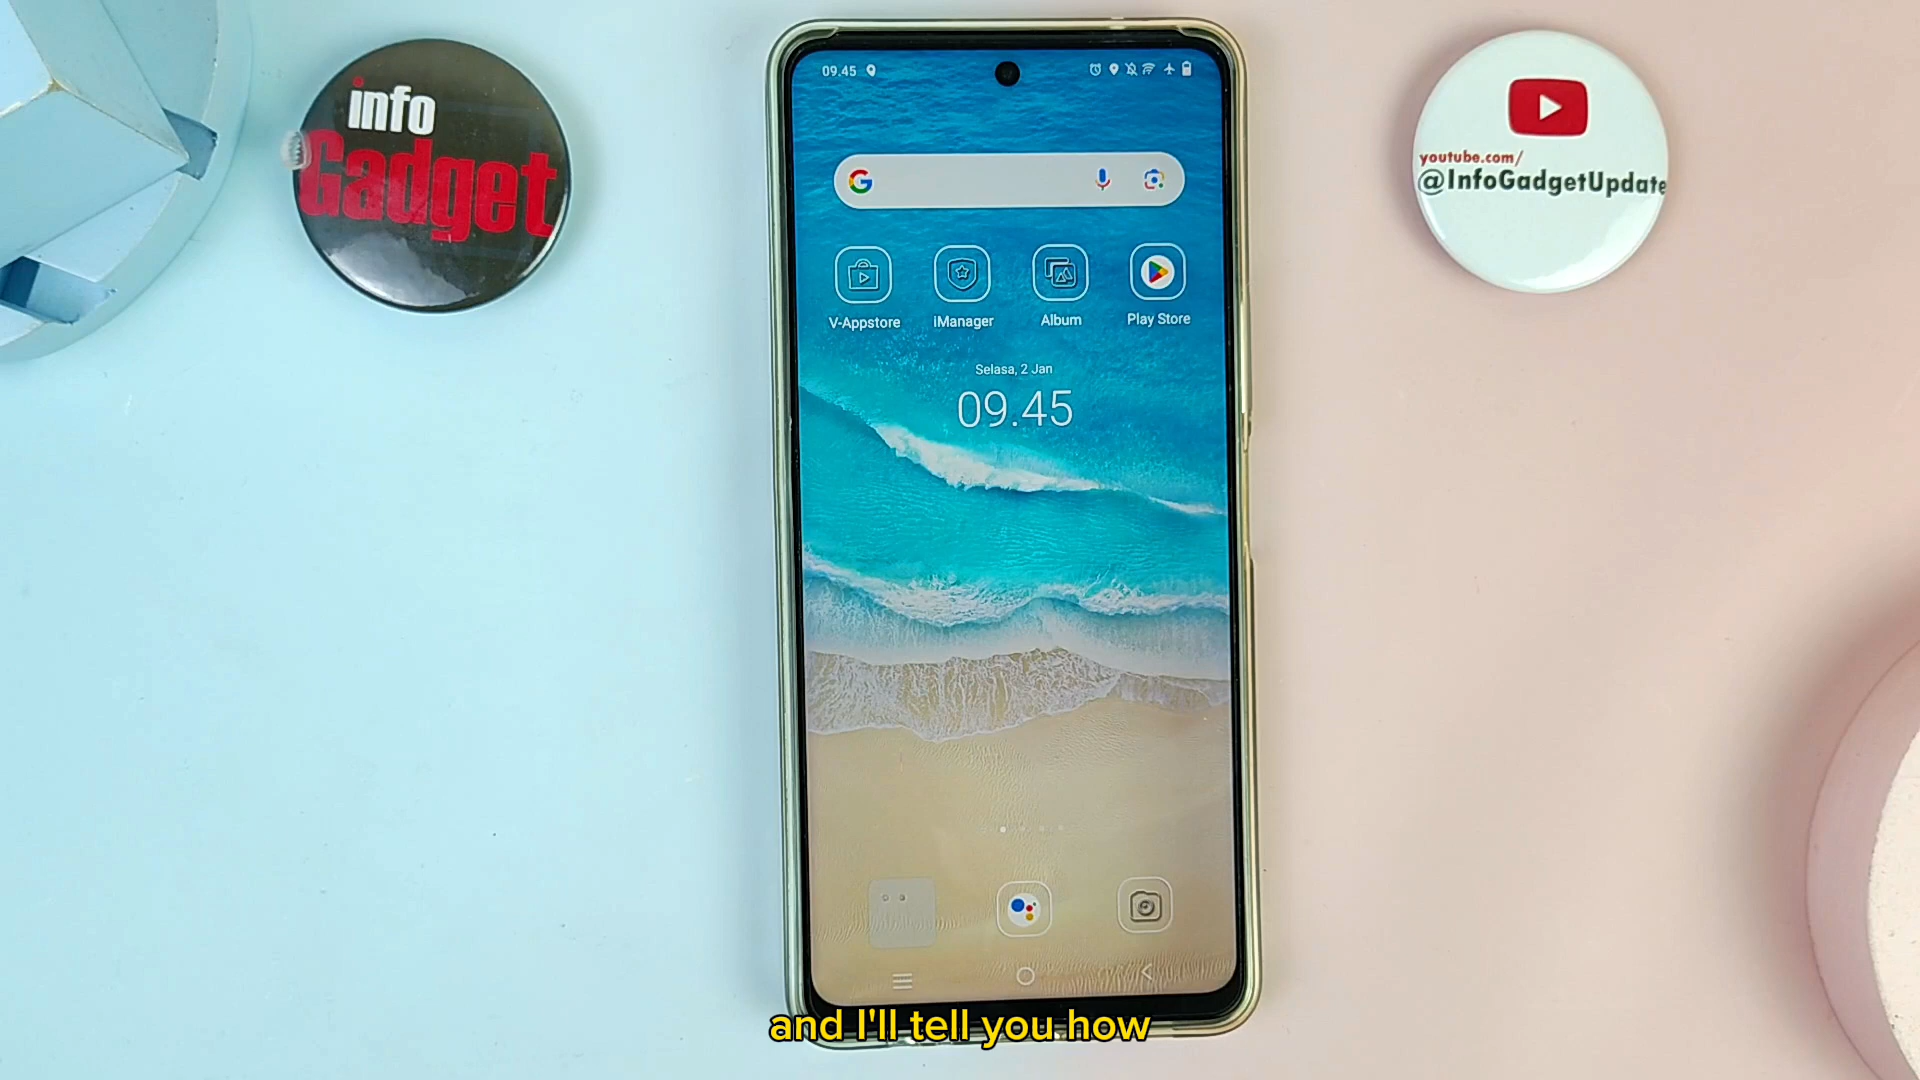 info
Gadget
youtube.com/
@InfoGadgetUpdate
09.45
V-Appstore
iManager
Album
Play Store
Selasa, 2 Jan
09.45
and I'll tell you how